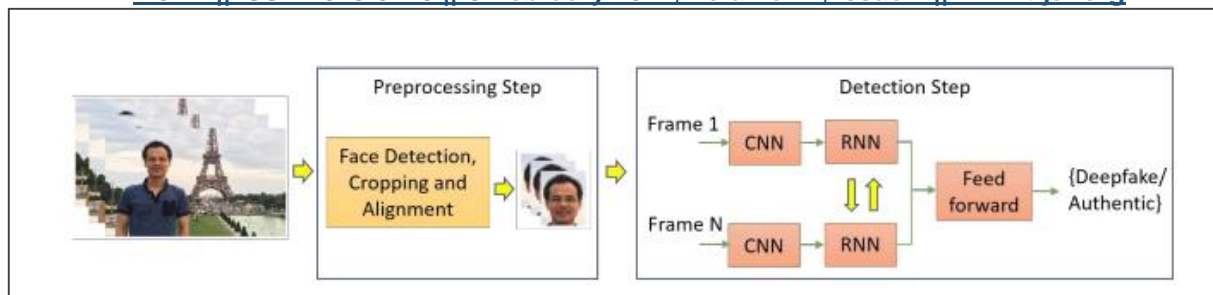 Preprocessing Step
Face Detection,
Cropping and
Alignment
Detection Step
Frame 1
CNN
RNN
Frame N
CNN
RNN
Feed
forward
{Deepfake/
Authentic}